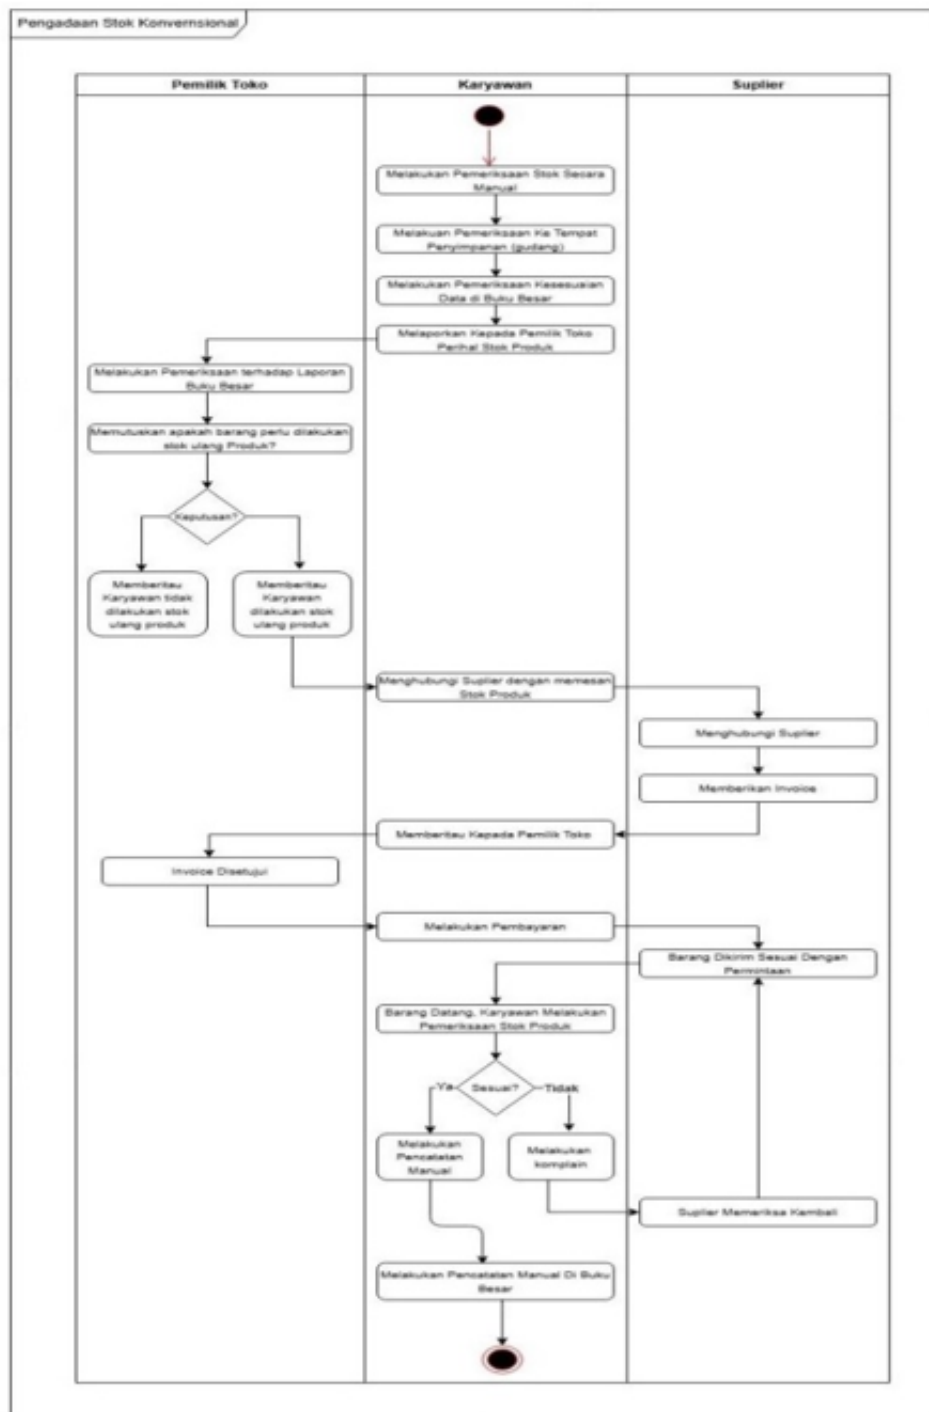 Pengadaan Stok Konvernsional
Pemilik Toko
Karyawan
Suplier
Melakukan Pemeriksaan Stok Secara
Manual
Melakuan Pemeriksaan Ke Tempat
Penyimpanan (gudang)
Melakukan Pemeriksaan Kesesuaian
Data di Buku Besar
Melaporkan Kepada Pemilik Toko
Perihal Stok Produk
Melakukan Pemeriksaan terhadap Laporan
Buku Besar
Memutuskan apakah barang perlu dilakukan
stok ulang Produk?
Keputusan?
Memberitau
Karyawan tidak
dilakukan stok
ulang produk
Memberitau
Karyawan
dilakukan stok
ulang produk
Menghubungi Suplier dengan memesan
Stok Produk
Menghubungi Suplier
Memberikan Invoice
Memberitau Kepada Pemilik Toko
Invoice Disetujui
Melakukan Pembayaran
Barang Dikirim Sesuai Dengan
Permintaan
Barang Datang, Karyawan Melakukan
Pemeriksaan Stok Produk
Ya
Sesuai?
Tidak
Melakukan
Pencatatan
Manual
Melakukan
komplain
Suplier Memeriksa Kembali
Melakukan Pencatatan Manual Di Buku
Besar